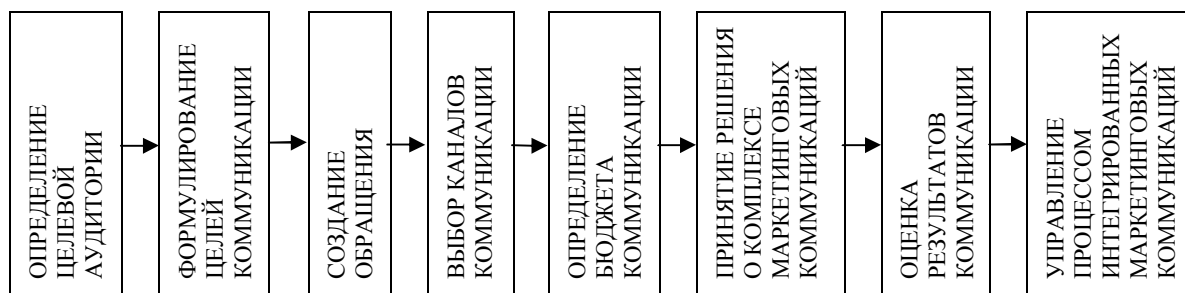 ОПРЕДЕЛЕНИЕ
ЦЕЛЕВОЙ
АУДИТОРИИ
ФОРМУЛИРОВАНИЕ
ЦЕЛЕЙ
КОММУНИКАЦИИ
СОЗДАНИЕ
ОБРАЩЕНИЯ
ВЫБОР КАНАЛОВ
КОММУНИКАЦИИ
ОПРЕДЕЛЕНИЕ
БЮДЖЕТА
КОММУНИКАЦИИ
ПРИНЯТИЕ РЕШЕНИЯ
О КОМПЛЕКСЕ
МАРКЕТИНГОВЫХ
КОММУНИКАЦИЙ
ОЦЕНКА
РЕЗУЛЬТАТОВ
КОММУНИКАЦИИ
УПРАВЛЕНИЕ
ПРОЦЕССОМ
ИНТЕГРИРОВАННЫХ
МАРКЕТИНГОВЫХ
КОММУНИКАЦИЙ